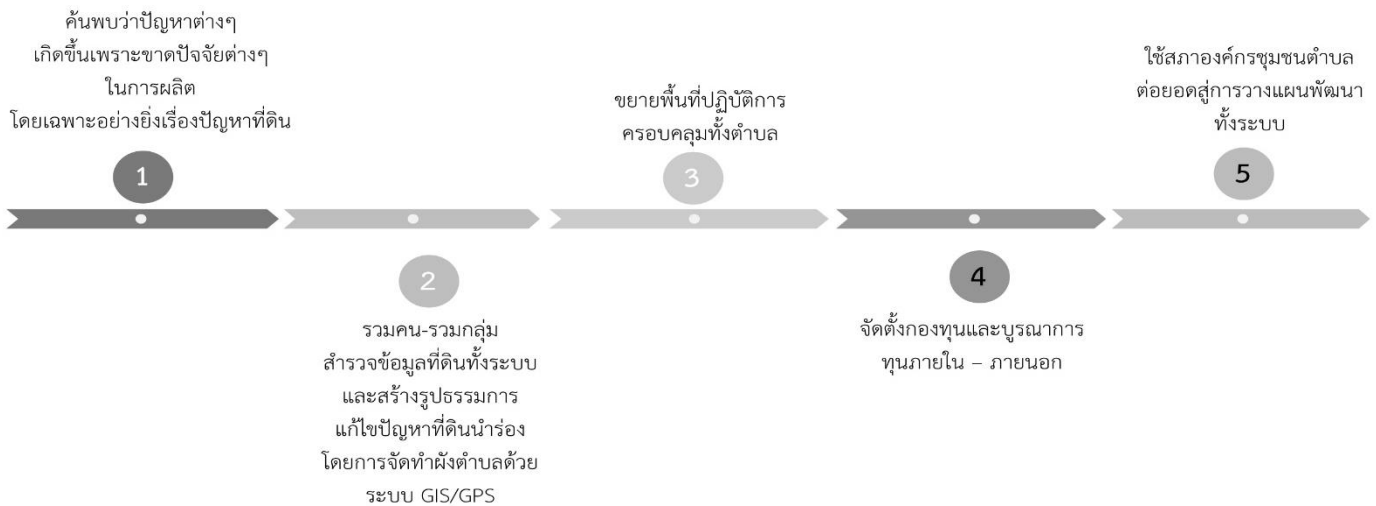 ค้นพบว่าปัญหาต่างๆ
เกิดขึ้นเพราะขาดปัจจัยต่างๆ
ในการผลิต
โดยเฉพาะอย่างยิ่งเรื่องปัญหาที่ดิน
1
2
รวมคน-รวมกลุ่ม
สำรวจข้อมูลที่ดินทั้งระบบ
และสร้างรูปธรรมการ
แก้ไขปัญหาที่ดินนำร่อง
โดยการจัดทำผังตำบลด้วย
ระบบ GIS/GPS
ขยายพื้นที่ปฏิบัติการ
ครอบคลุมทั้งตำบล
3
4
จัดตั้งกองทุนและบูรณาการ
ทุนภายใน – ภายนอก
ใช้สภาองค์กรชุมชนตำบล
ต่อยอดสู่การวางแผนพัฒนา
ทั้งระบบ
5